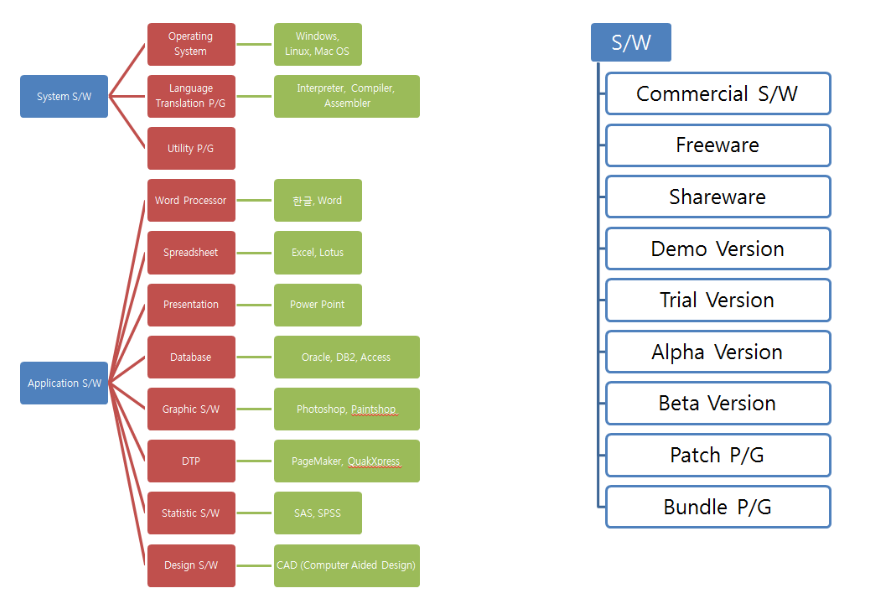 System S/W
Operating
System
Windows,
Linux, Mac OS
Language
Translation P/G
Interpreter, Compiler,
Assembler
Utility P/G
Application S/W
Word Processor
한글, Word
Spreadsheet
Excel, Lotus
Presentation
Power Point
Database
Oracle, DB2, Access
Graphic S/W
Photoshop, Paintshop
DTP
PageMaker, QuakXpress
Statistic S/W
SAS, SPSS
Design S/W
CAD (Computer Aided Design)
S/W
Commercial S/W
Freeware
Shareware
Demo Version
Trial Version
Alpha Version
Beta Version
Patch P/G
Bundle P/G